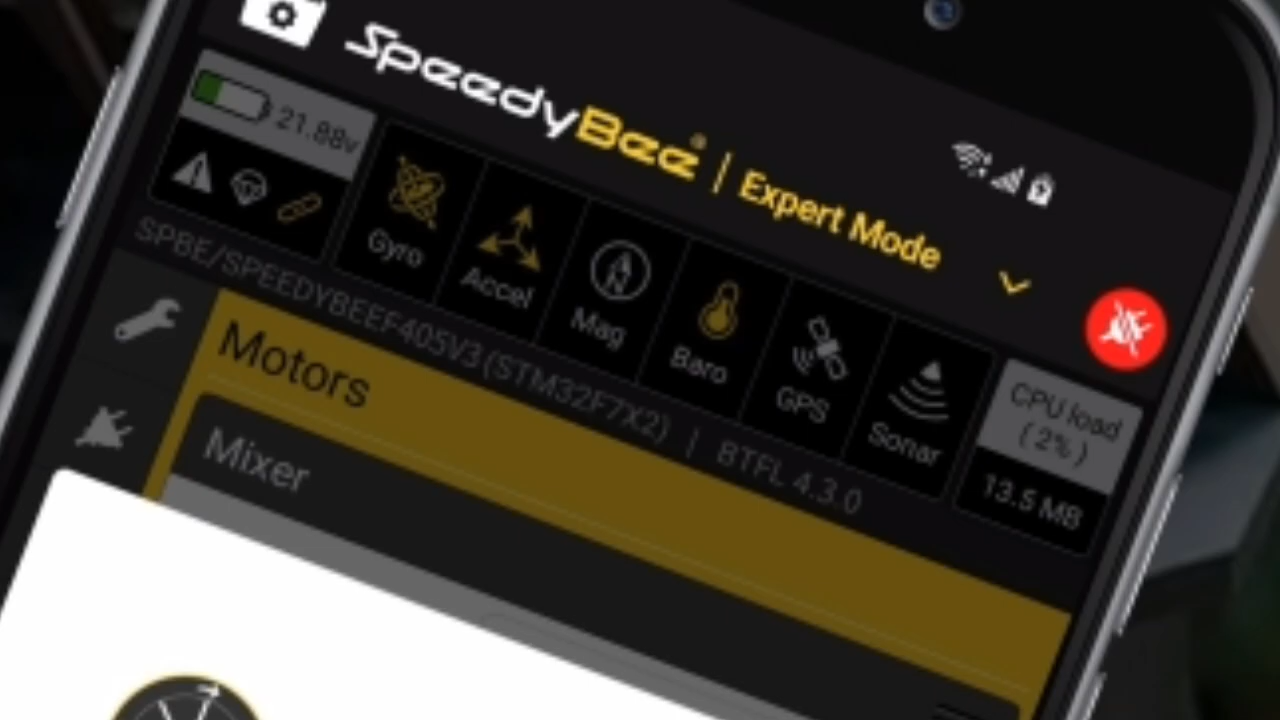 SpeedyBee® | Expert Mode
21.88v
Gyro
Accel
Mag
Baro
GPS
Sonar
CPU load
(2%)
13.5 MB
SPBE/SPEEDYBEEF405V3(STM32F7X2) | BTFL 4.3.0
Motors
Mixer